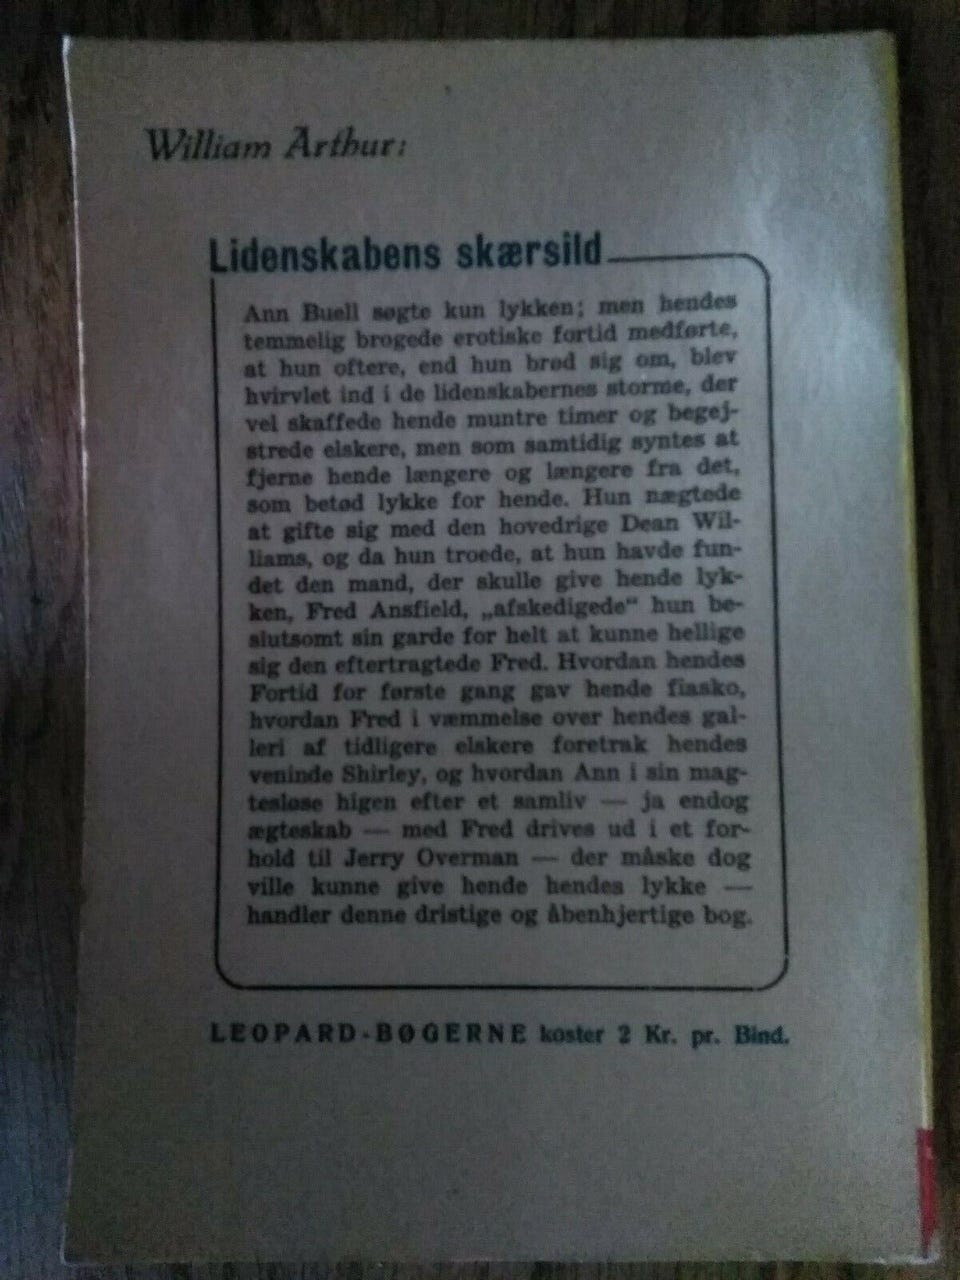 William Arthur:
Lidenskabens skærsild
Ann Buell søgte kun lykken; men hendes
temmelig brogede erotiske fortid medførte,
at hun oftere, end hun brød sig om, blev
hvirvlet ind i de lidenskabernes storme, der
vel skaffede hende muntre timer og begej-
strede elskere, men som samtidig syntes at
fjerne hende længere og længere fra det,
som betød lykke for hende. Hun nægtede
at gifte sig med den hovedrige Dean Wil-
liams, og da hun troede, at hun havde fun-
det den mand, der skulle give hende lyk-
ken, Fred Ansfield, „afskedigede“ hun be-
slutsomt sin garde for helt at kunne hellige
sig den eftertragtede Fred. Hvordan hendes
Fortid for første gang gav hende fiasko,
hvordan Fred i væmmelse over hendes gal-
leri af tidligere elskere foretrak hendes
veninde Shirley, og hvordan Ann i sin mag-
tesløse higen efter et samliv — ja endog
ægteskab — med Fred drives ud i et for-
hold til Jerry Overman — der måske dog
ville kunne give hende hendes lykke —
handler denne dristige og åbenhjertige bog.
LEOPARD-BØGERNE koster 2 Kr. pr. Bind.